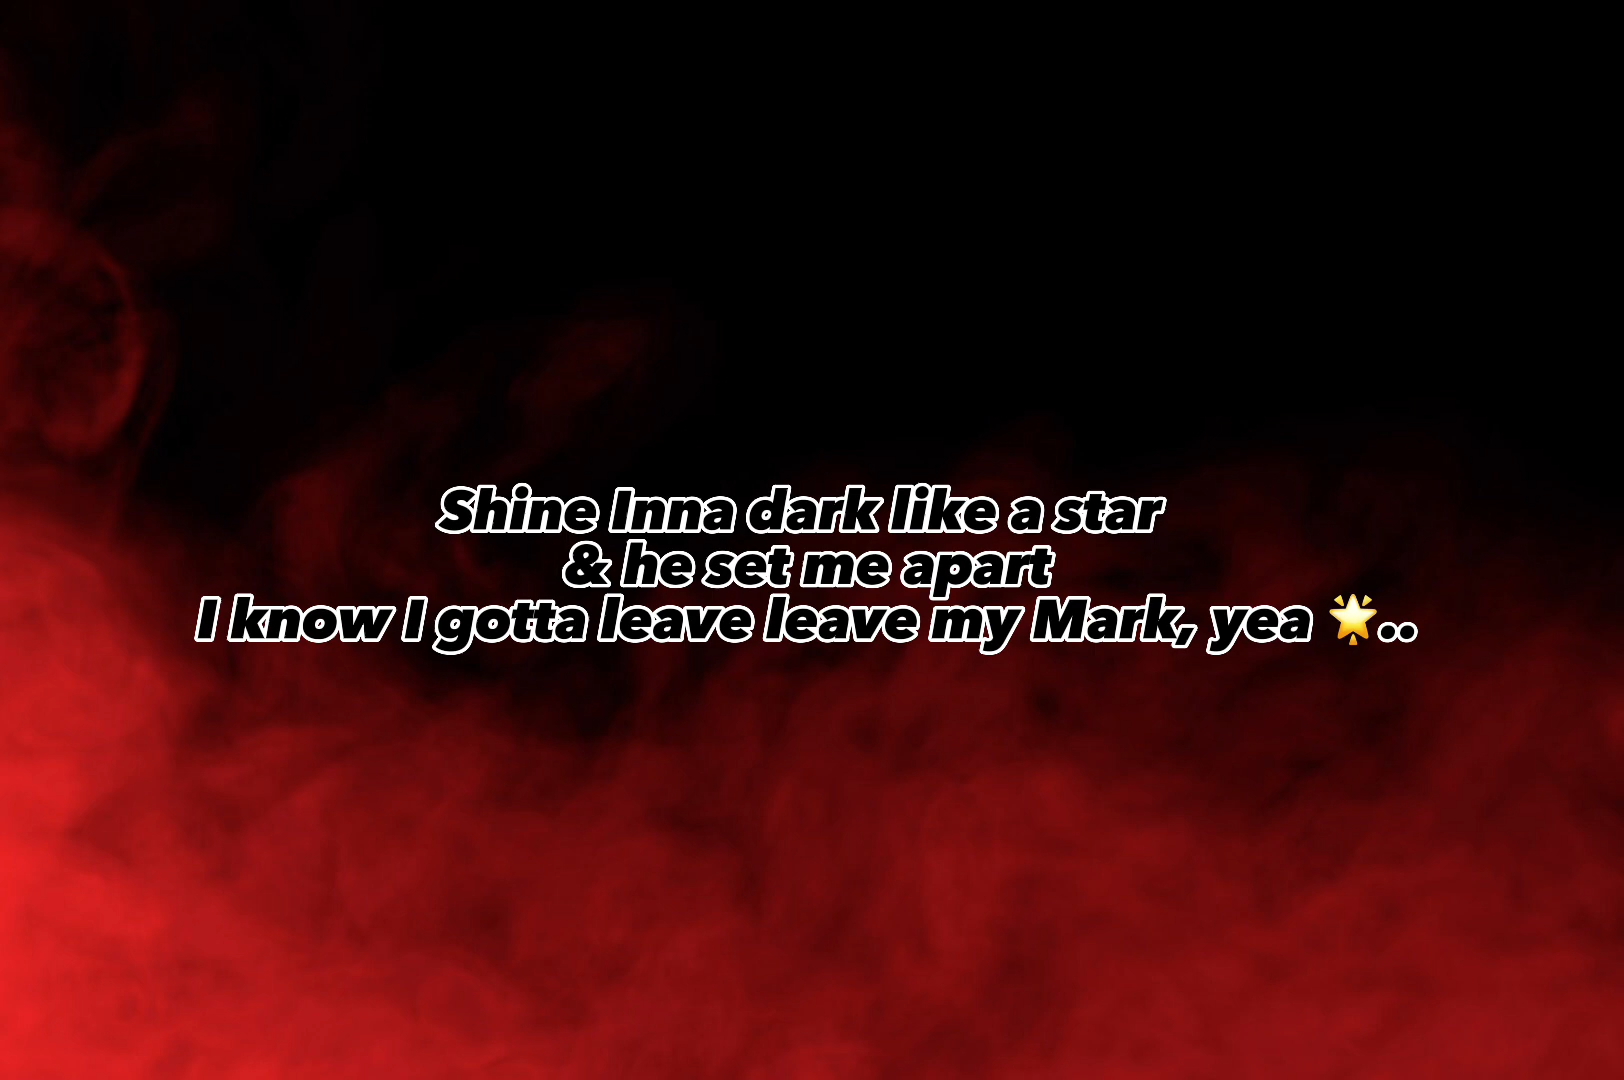 Shine Inna dark like a star
& he set me apart
I know I gotta leave leave my Mark, yea 🌟..